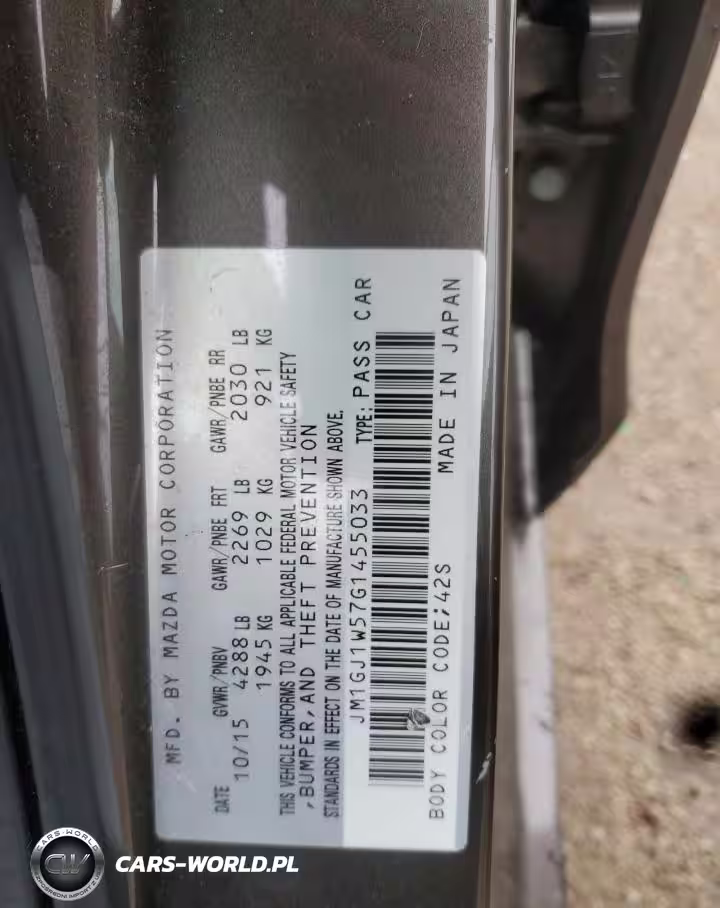 MFD. BY MAZDA MOTOR CORPORATION
DATE GVWR/PNBV GAWR/PNBE FRT GAWR/PNBE RR
10/15 4288 LB 2269 LB 2030 LB
1945 KG 1029 KG 921 KG
THIS VEHICLE CONFORMS TO ALL APPLICABLE FEDERAL MOTOR VEHICLE SAFETY
,BUMPER,AND THEFT PREVENTION
STANDARDS IN EFFECT ON THE DATE OF MANUFACTURE SHOWN ABOVE.
JM1GJ1W57G1455033 TYPE: PASS CAR
BODY COLOR CODE;42S MADE IN JAPAN
CARS-WORLD
CW
CARS-WORLD.PL